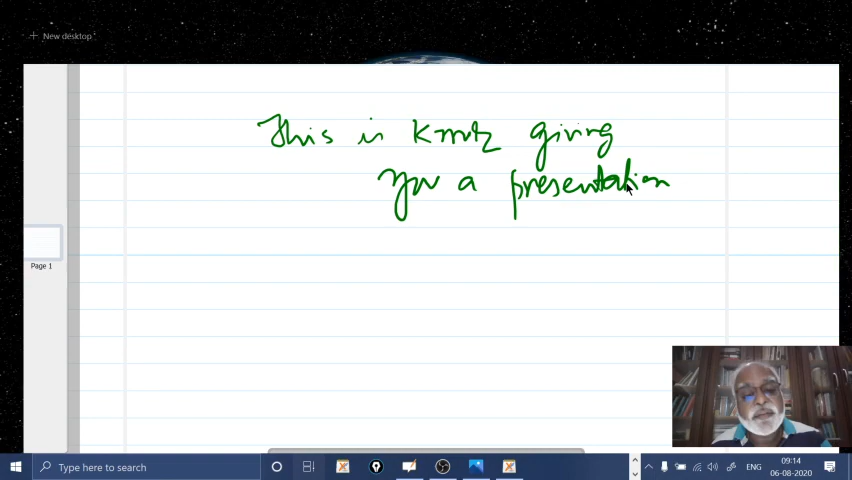 New desktop
This is Kmutz giving
you a presentation
Page 1
Type here to search
ENG
09:14
06-08-2020